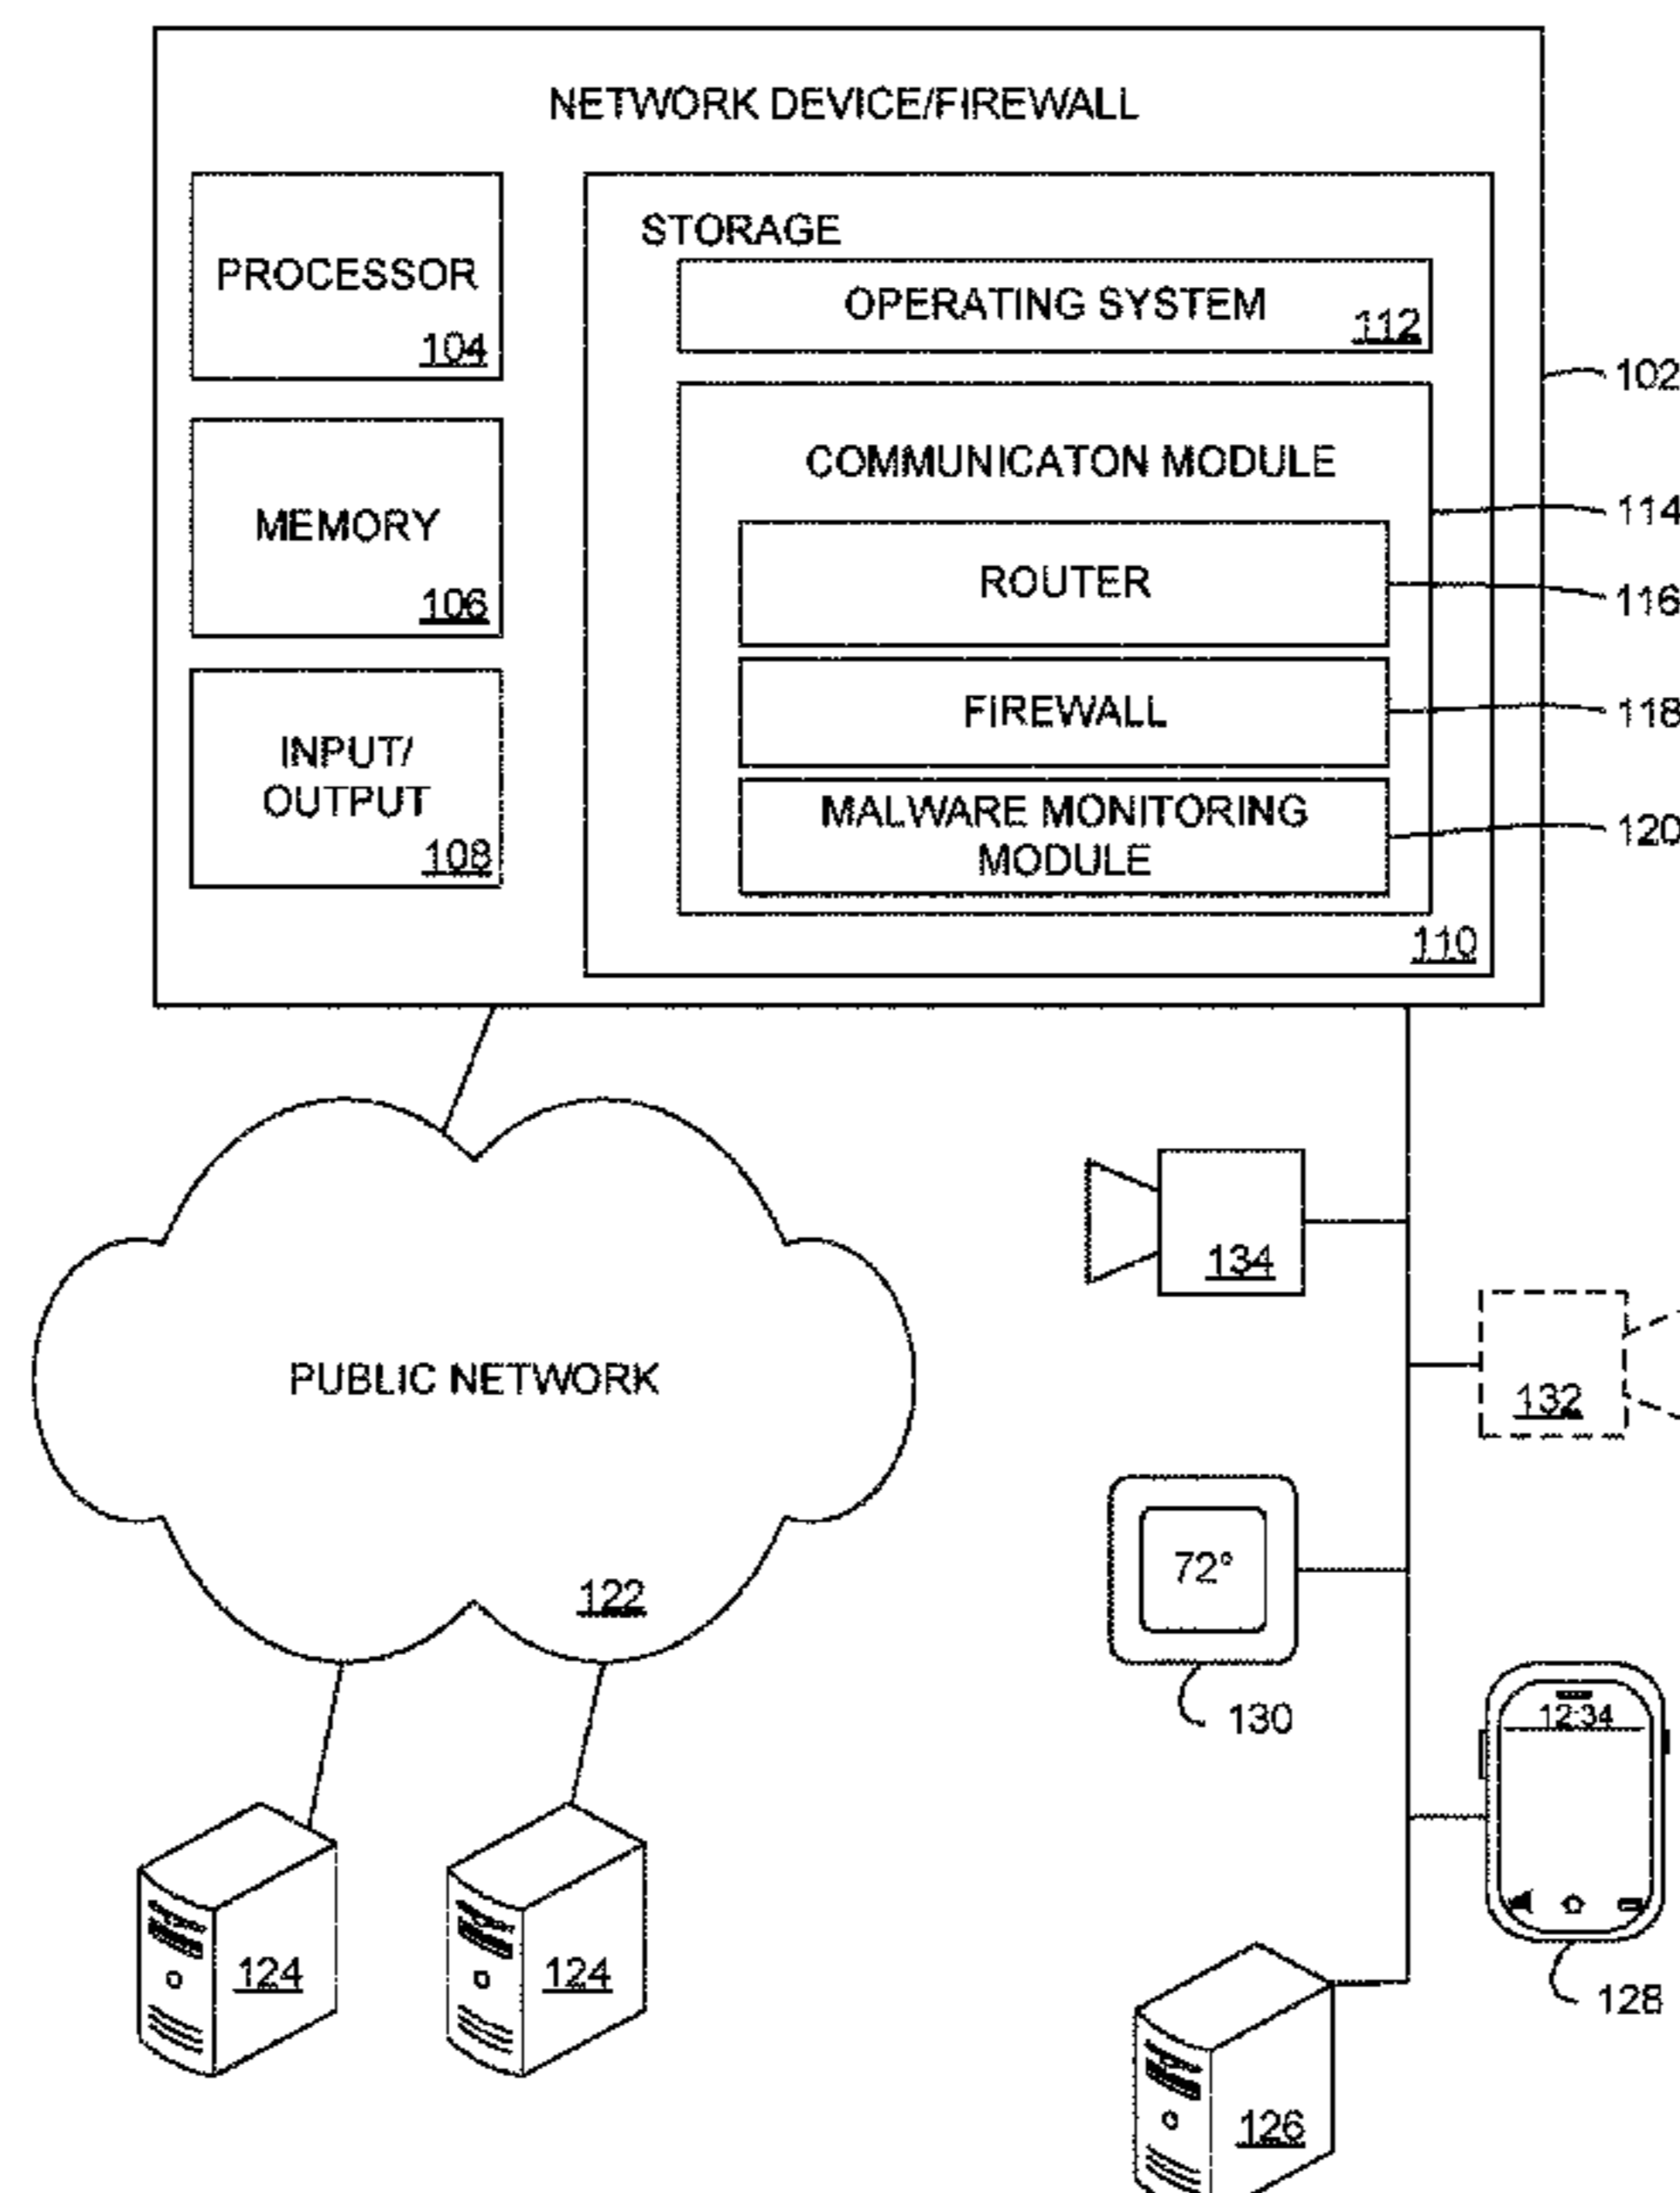 NETWORK DEVICE/FIREWALL
PROCESSOR
104
MEMORY
106
INPUT/
OUTPUT
108
STORAGE
OPERATING SYSTEM
112
COMMUNICATON MODULE
ROUTER
FIREWALL
MALWARE MONITORING
MODULE
110
102
114
116
118
120
PUBLIC NETWORK
122
124
124
134
132
72°
130
12:34
128
126